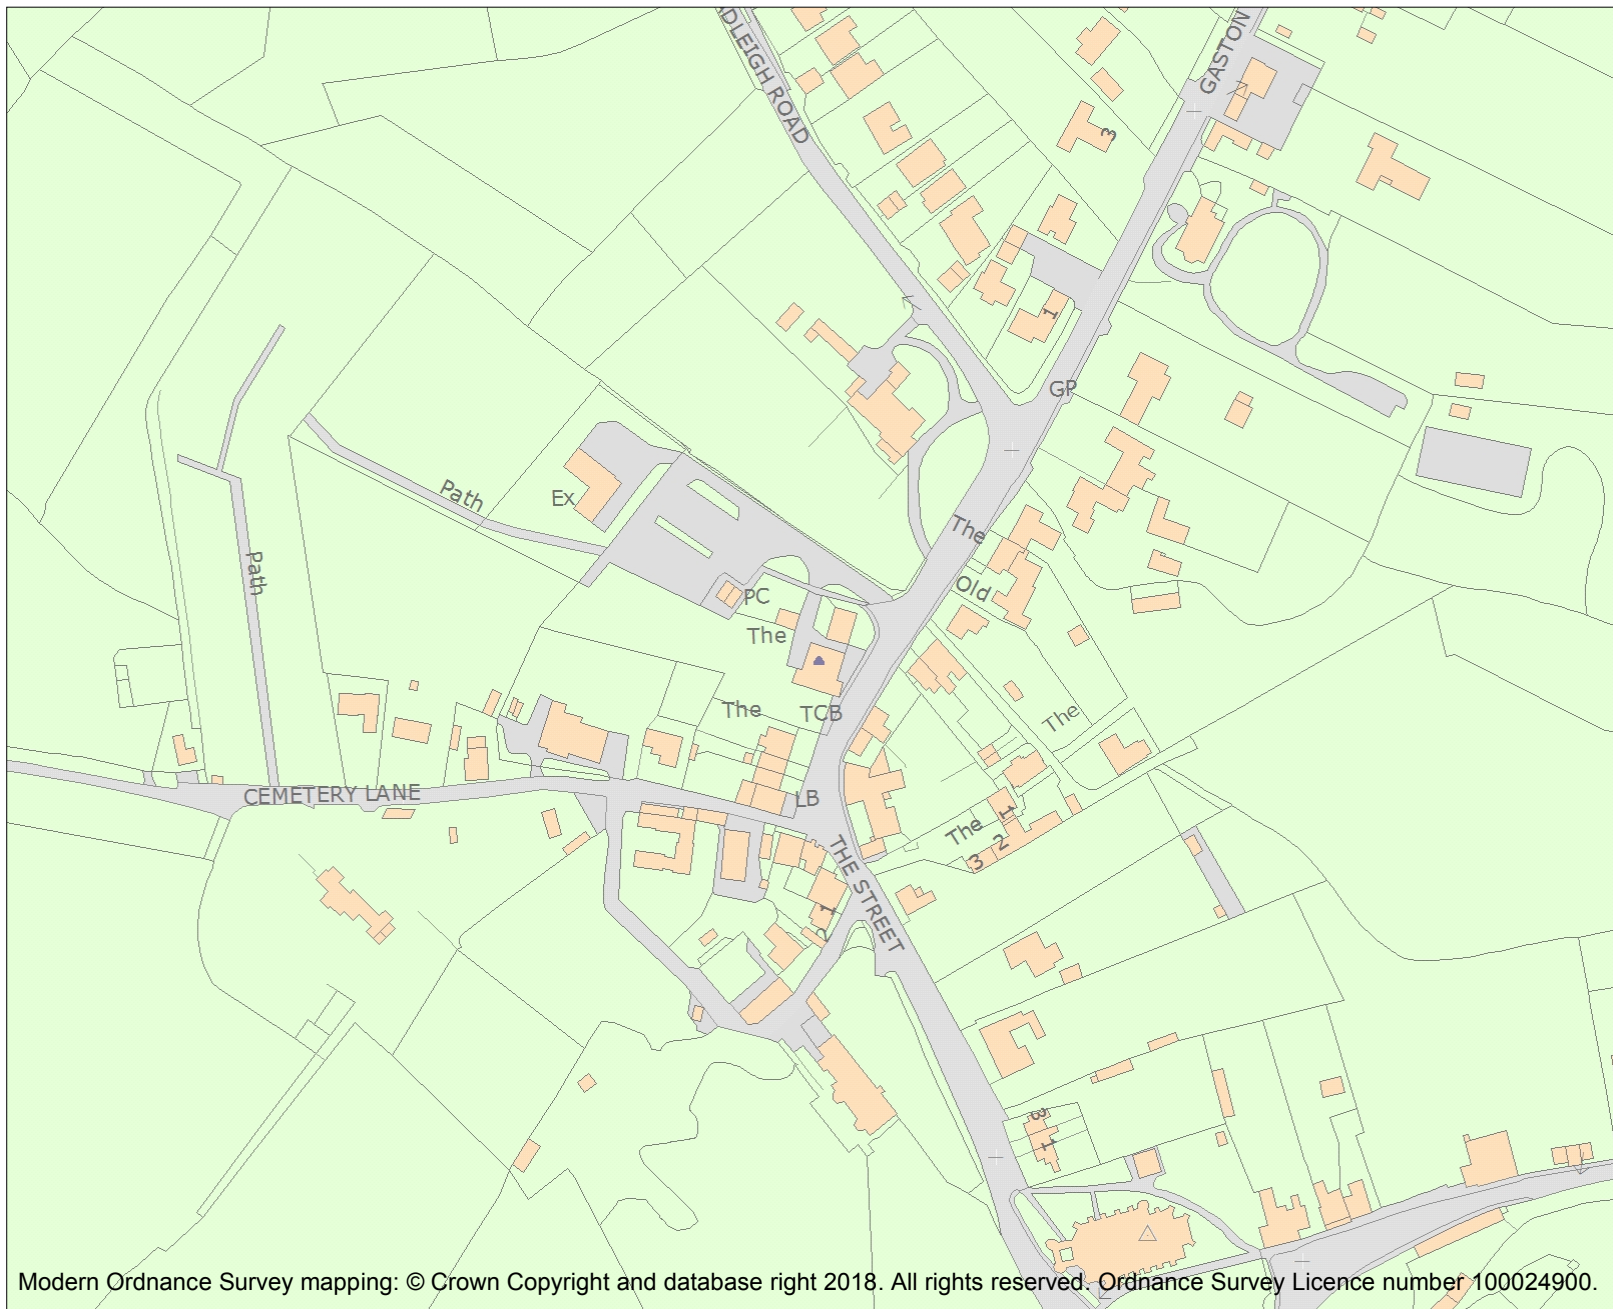 ADLEIGH ROAD
GASTON
3
1
GP
Path
Ex
The
Old
Path
PC
The
The
TCB
The
CEMETERY LANE
LB
The
1
2
3
THE STREET
1
2
3
1
Modern Ordnance Survey mapping: © Crown Copyright and database right 2018. All rights reserved. Ordnance Survey Licence number 100024900.